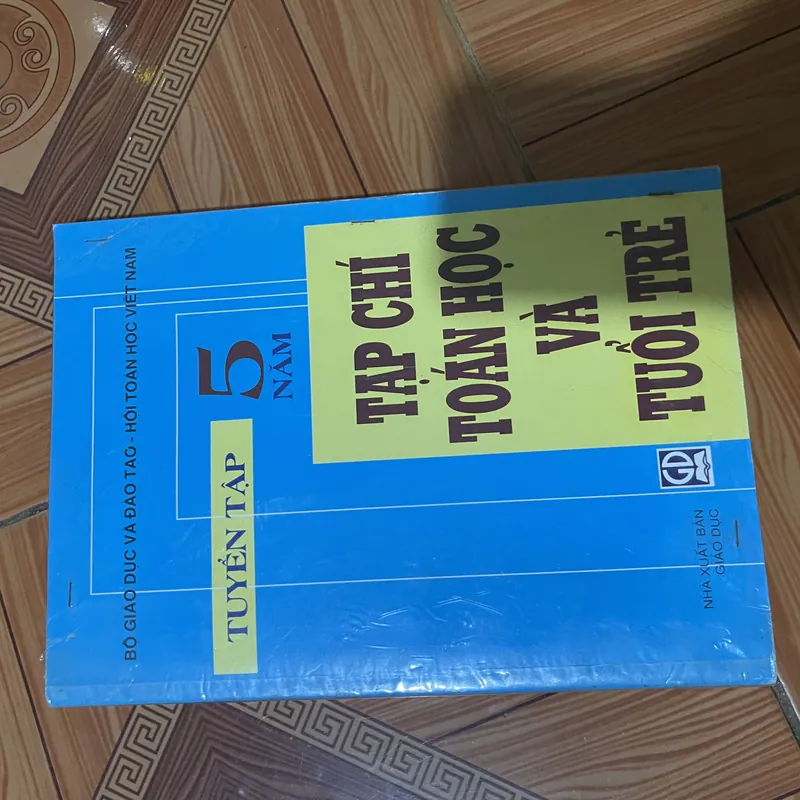 BỘ GIÁO DỤC VÀ ĐÀO TẠO - HỘI TOÁN HỌC VIỆT NAM
TUYỂN TẬP 5 NĂM
TẠP CHÍ
TOÁN HỌC
VÀ
TUỔI TRẺ
GD
NHÀ XUẤT BẢN
GIÁO DỤC